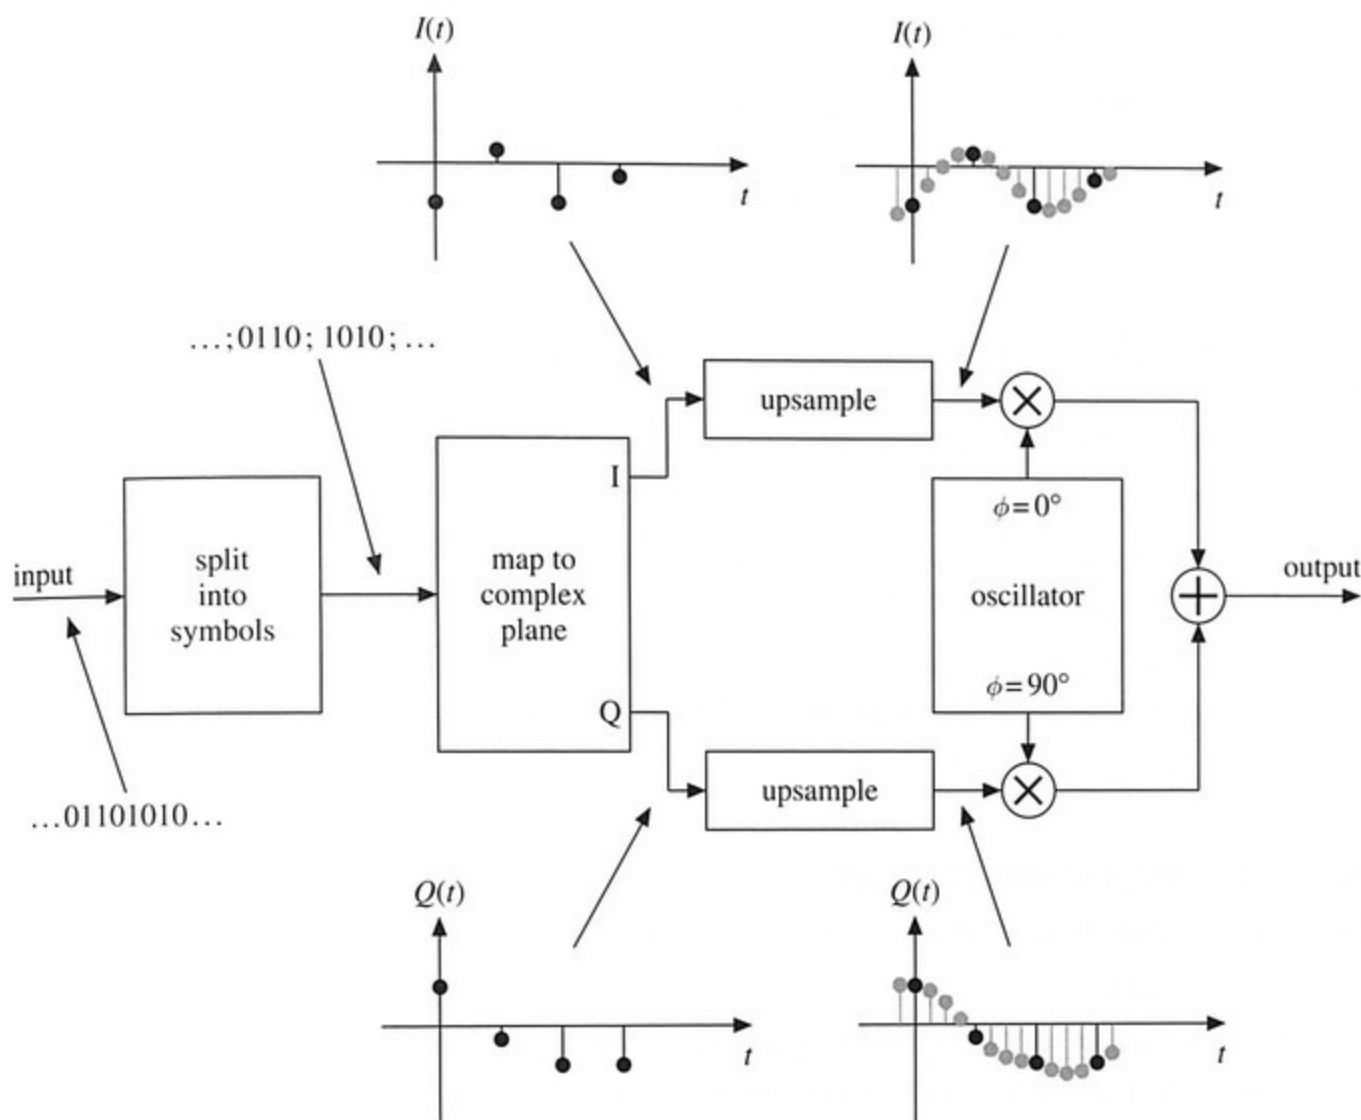 I(t)
I(t)
t
t
...;0110; 1010; ...
upsample
I
ϕ=0°
input
split
into
symbols
map to
complex
plane
oscillator
output
ϕ=90°
Q
upsample
...01101010...
Q(t)
Q(t)
t
t